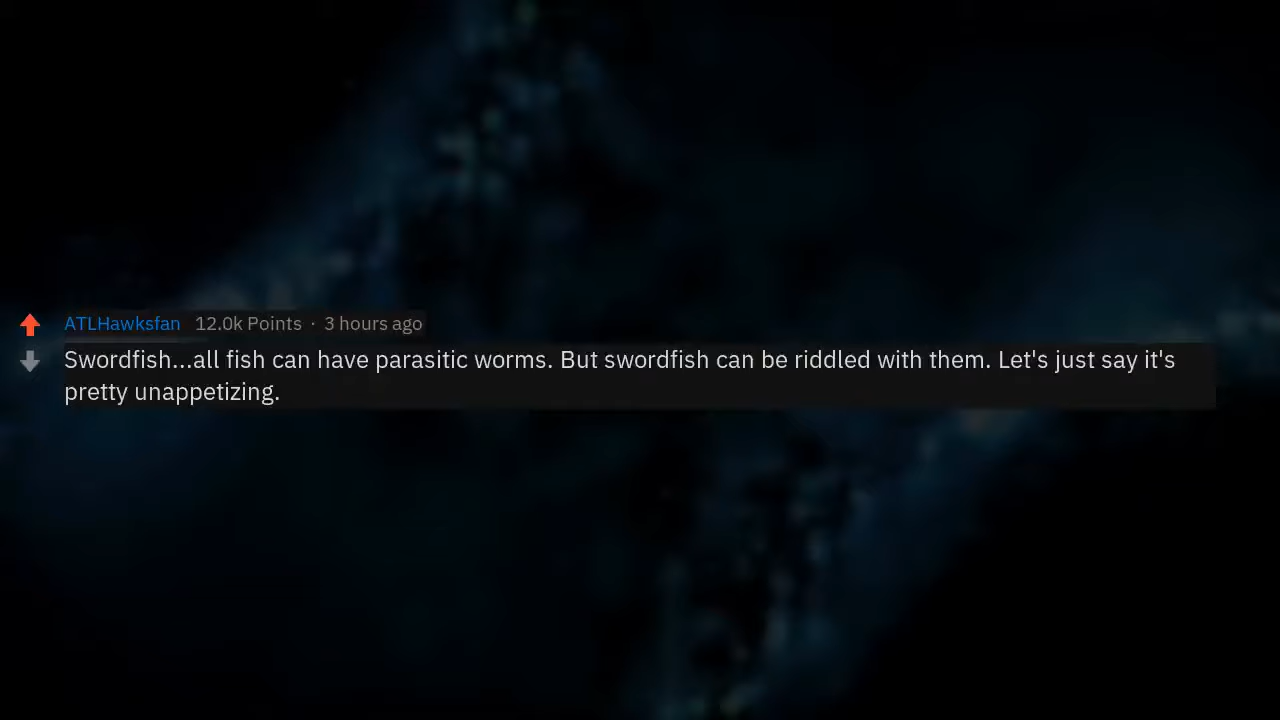 ATLHawksfan 12.0k Points · 3 hours ago
Swordfish...all fish can have parasitic worms. But swordfish can be riddled with them. Let's just say it's
pretty unappetizing.